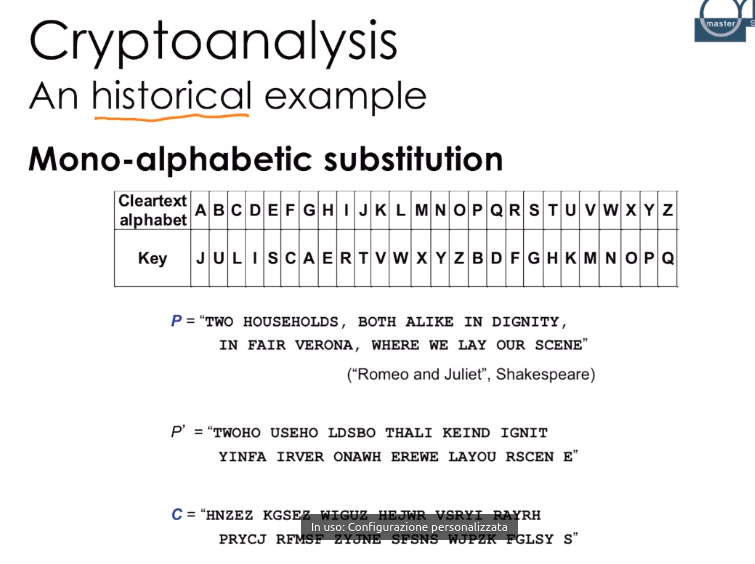 master
Cryptoanalysis
An historical example
Mono-alphabetic substitution
Cleartext alphabet A B C D E F G H I J K L M N O P Q R S T U V W X Y Z
Key J U L I S C A E R T V W X Y Z B D F G H K M N O P Q
P = “TWO HOUSEHOLDS, BOTH ALIKE IN DIGNITY,
IN FAIR VERONA, WHERE WE LAY OUR SCENE”
(“Romeo and Juliet”, Shakespeare)
P’ = “TWOHO USEHO LDSBO THALI KEIND IGNIT
YINFA IRVER ONAWH EREWE LAYOU RSCEN E”
C = “HNZEZ KGSEZ WIGUZ HEJWR VSRYI RAYRH
In uso: Configurazione personalizzata
PRYCJ RFMSF ZYJNE SFSNS WJPZK FGLSY S”